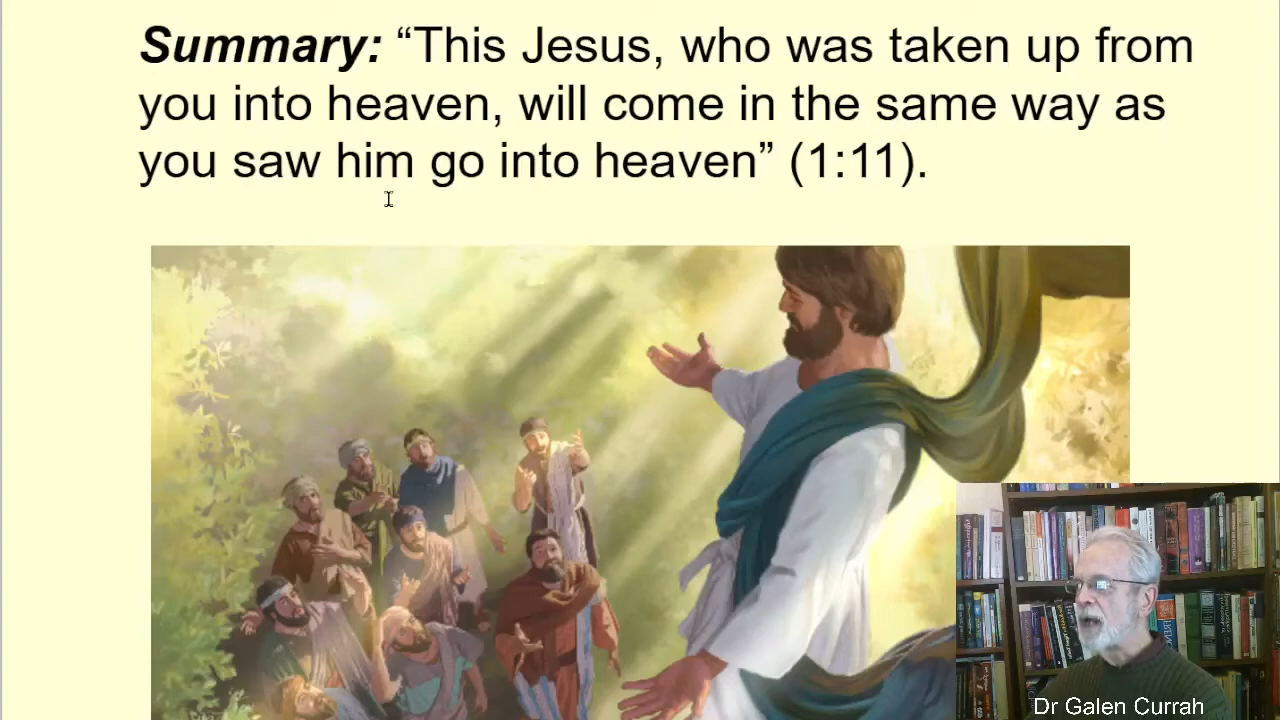 Summary: “This Jesus, who was taken up from
you into heaven, will come in the same way as
you saw him go into heaven” (1:11).
Dr Galen Currah